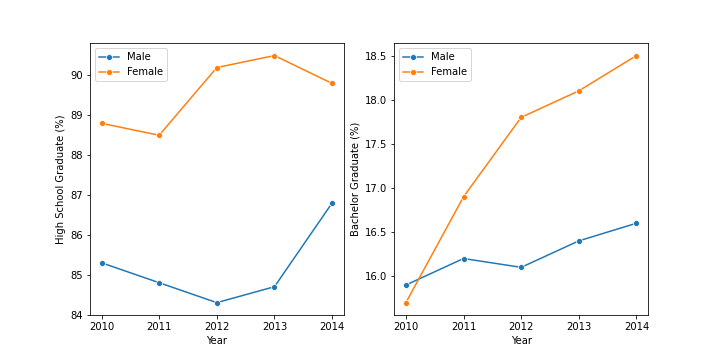 High School Graduate (%)
90
89
88
87
86
85
84
Male
Female
2010 2011 2012 2013 2014
Year
Bachelor Graduate (%)
18.5
18.0
17.5
17.0
16.5
16.0
Male
Female
2010 2011 2012 2013 2014
Year